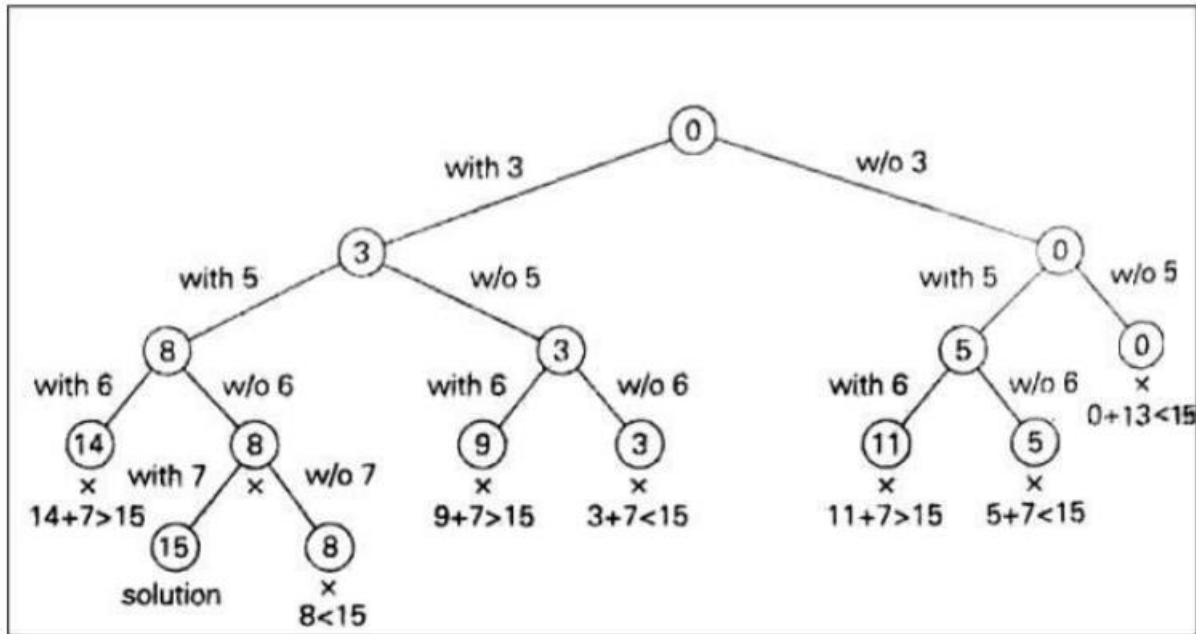 0
with 3
w/o 3
3
0
with 5
w/o 5
with 5
w/o 5
8
3
5
0
with 6
w/o 6
with 6
w/o 6
with 6
w/o 6
×
0+13<15
14
8
9
3
11
5
×
with 7
×
w/o 7
×
×
×
×
14+7>15
9+7>15
3+7<15
11+7>15
5+7<15
15
8
solution
×
8<15